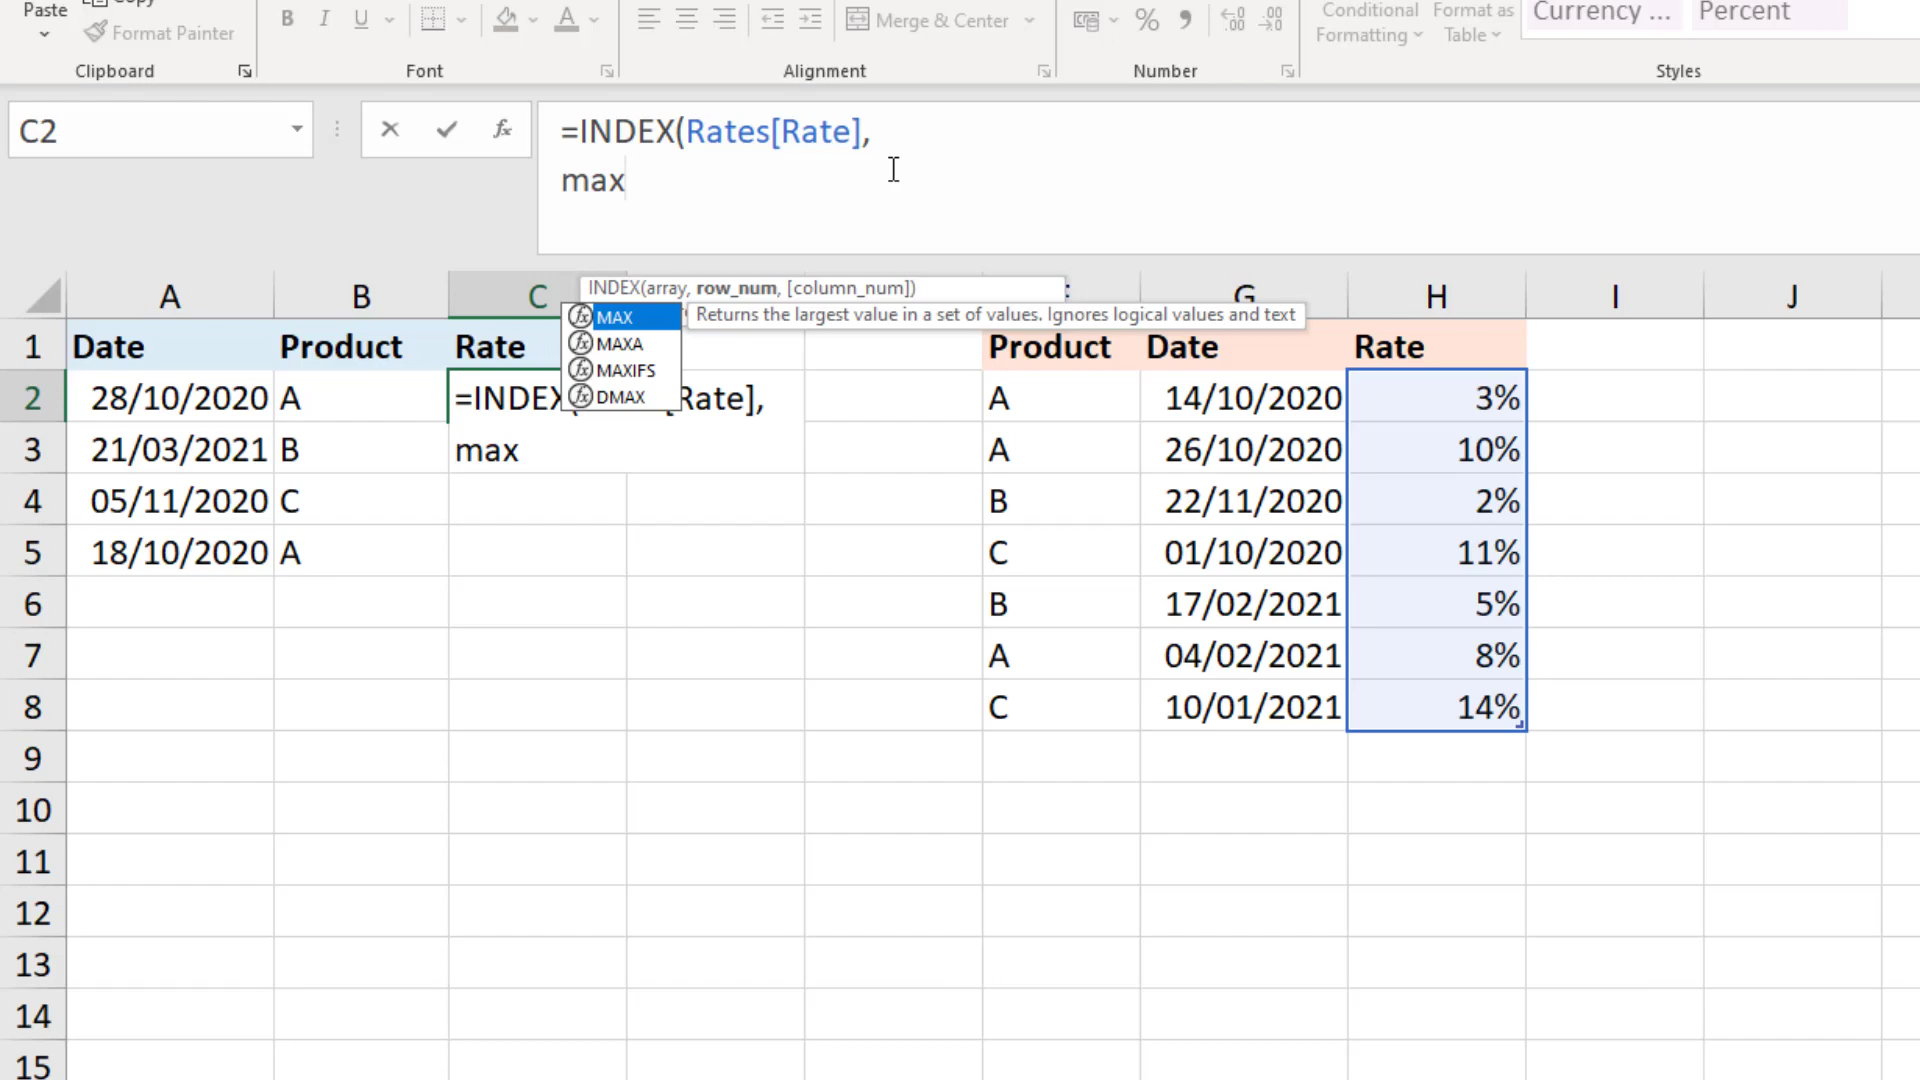 Paste
Copy
Format Painter
Clipboard
B I U A
Font
Merge & Center
Alignment
% 9
Number
Conditional
Formatting
Format as
Table
Currency ...
Percent
Styles
C2
fx
=INDEX(Rates[Rate],
max
INDEX(array, row_num, [column_num])
MAX
MAXA
MAXIFS
DMAX
Returns the largest value in a set of values. Ignores logical values and text
A B C G H I J
1 Date Product Rate Product Date Rate
2 28/10/2020 A =INDEX( Rate], A 14/10/2020 3%
3 21/03/2021 B max A 26/10/2020 10%
4 05/11/2020 C B 22/11/2020 2%
5 18/10/2020 A C 01/10/2020 11%
6 B 17/02/2021 5%
7 A 04/02/2021 8%
8 C 10/01/2021 14%
9
10
11
12
13
14
15